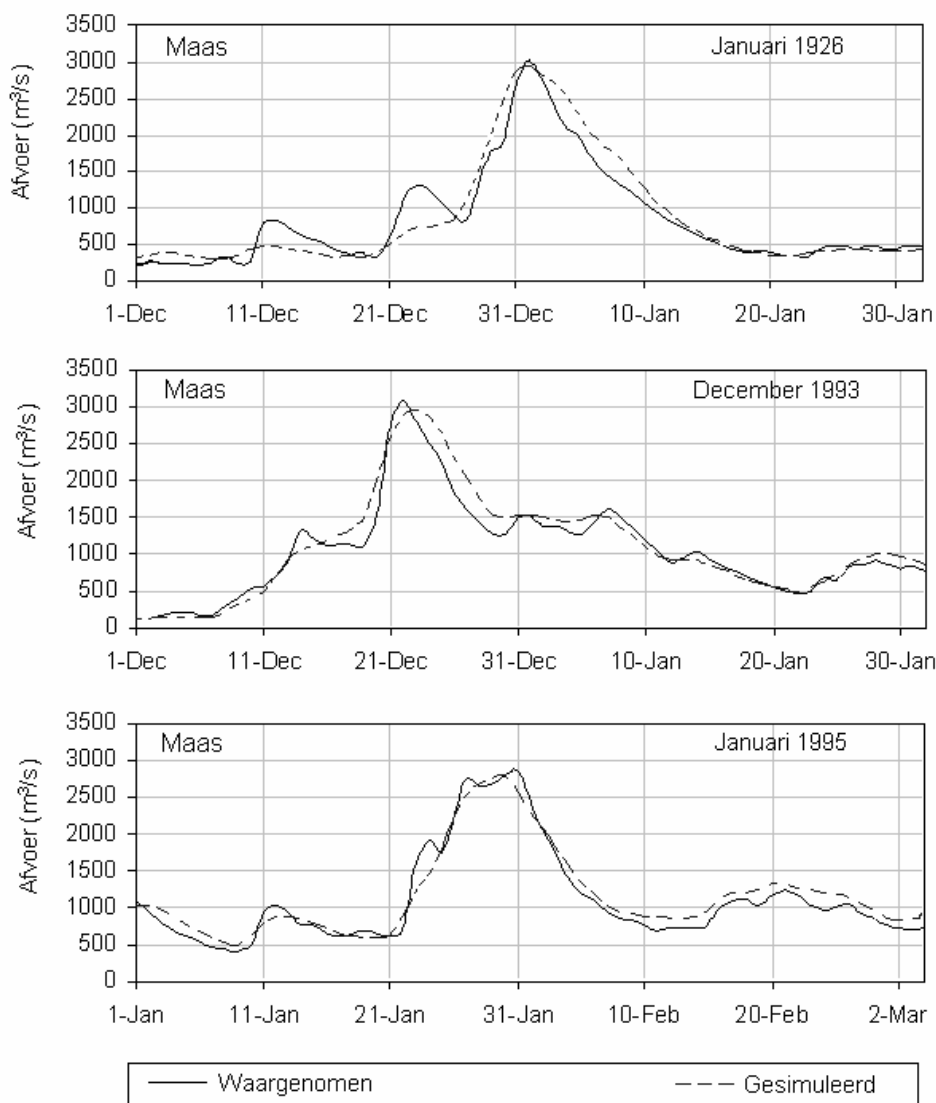 Maas
Januari 1926
Afvoer (m³/s)
3500
3000
2500
2000
1500
1000
500
0
1-Dec
11-Dec
21-Dec
31-Dec
10-Jan
20-Jan
30-Jan
Maas
December 1993
Afvoer (m³/s)
3500
3000
2500
2000
1500
1000
500
0
1-Dec
11-Dec
21-Dec
31-Dec
10-Jan
20-Jan
30-Jan
Maas
Januari 1995
Afvoer (m³/s)
3500
3000
2500
2000
1500
1000
500
0
1-Jan
11-Jan
21-Jan
31-Jan
10-Feb
20-Feb
2-Mar
Waargenomen
Gesimuleerd